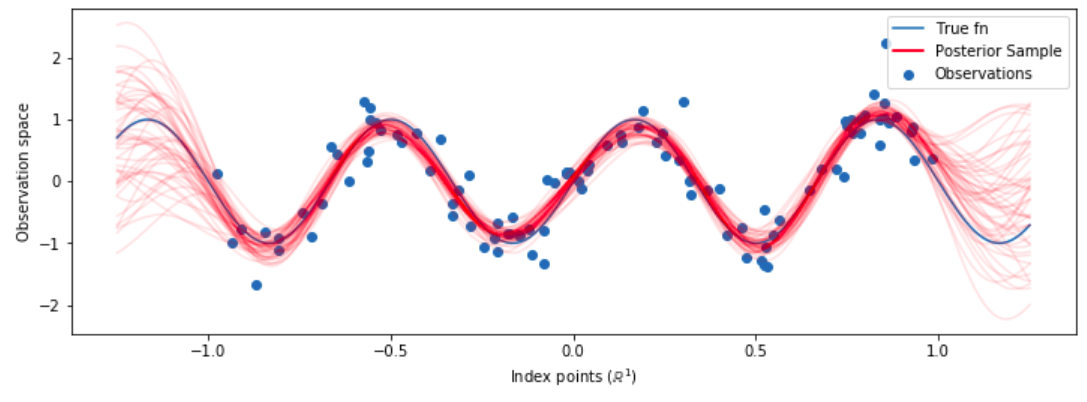 True fn
Posterior Sample
Observations
Observation space
2
1
0
−1
−2
−1.0
−0.5
0.0
0.5
1.0
Index points (ℝ¹)